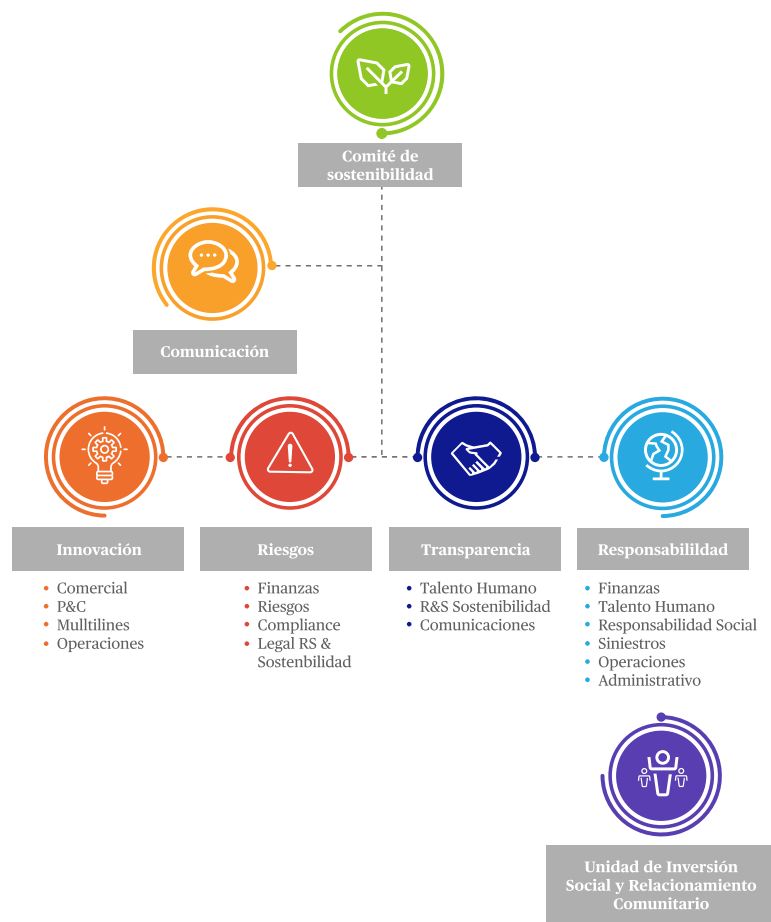 Comité de
sostenibilidad
Comunicación
Innovación
Comercial
P&C
Mulltilines
Operaciones
Riesgos
Finanzas
Riesgos
Compliance
Legal RS &
Sostenbilidad
Transparencia
Talento Humano
R&S Sostenibilidad
Comunicaciones
Responsabilildad
Finanzas
Talento Humano
Responsabilidad Social
Siniestros
Operaciones
Administrativo
Unidad de Inversión
Social y Relacionamiento
Comunitario